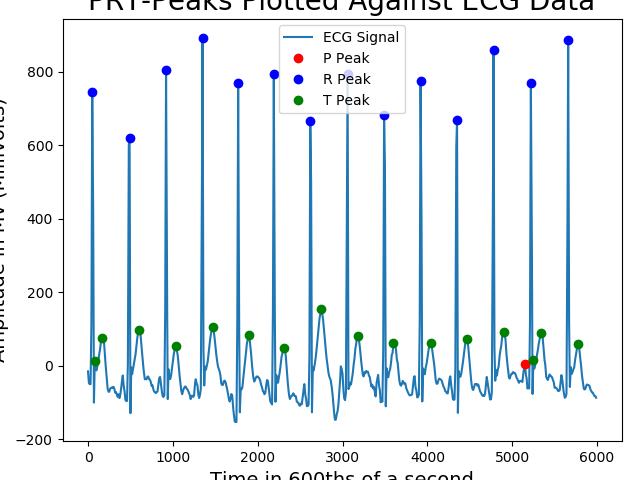 PRT-Peaks Plotted Against ECG Data
ECG Signal
P Peak
R Peak
T Peak
Amplitude in MV (Millivolts)
800
600
400
200
0
−200
0 1000 2000 3000 4000 5000 6000
Time in 600ths of a second